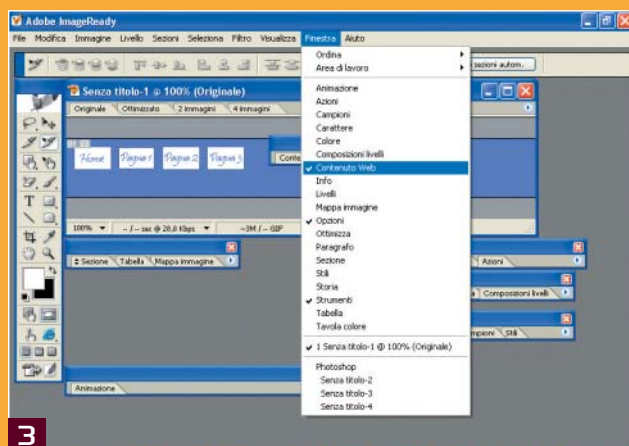 Adobe ImageReady
File Modifica Immagine Livello Sezioni Seleziona Filtro Visualizza Finestra Aiuto
sezioni autom.
Senza titolo-1 @ 100% (Originale)
Originale Ottimizzato 2 immagini 4 immagini
Home Pagina 1 Pagina 2 Pagina 3
Conte
100% -- / -- sec @ 28,8 Kbps ~3M / -- GIF
Sezione Tabella Mappa immagine
Animazione
Ordina
Area di lavoro
Animazione
Azioni
Campioni
Carattere
Colore
Composizioni livelli
Contenuto Web
Info
Livelli
Mappa immagine
Opzioni
Ottimizza
Paragrafo
Sezione
Stili
Storia
Strumenti
Tabella
Tavola colore
1 Senza titolo-1 @ 100% (Originale)
Photoshop
Senza titolo-2
Senza titolo-3
Senza titolo-4
Azioni
Composizioni livelli
mpioni Stili
3